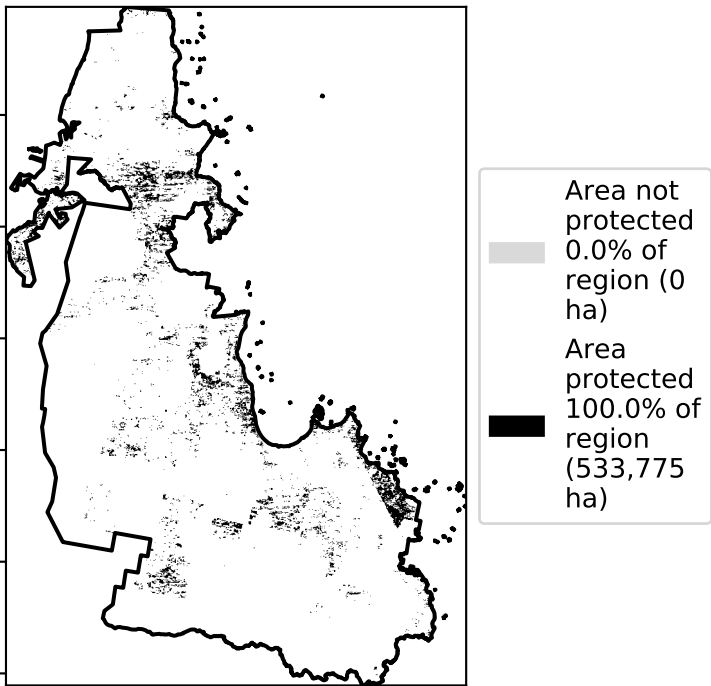 Area not
protected
0.0% of
region (0
ha)
Area
protected
100.0% of
region
(533,775
ha)